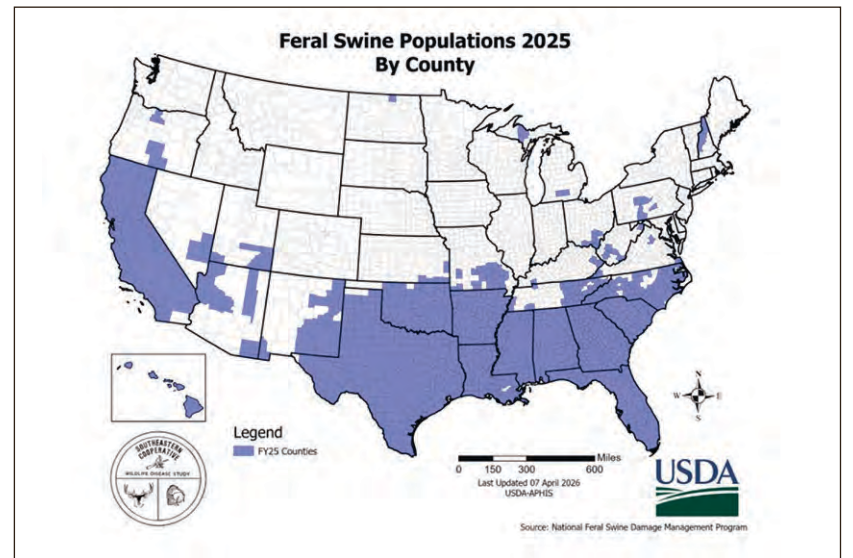 Feral Swine Populations 2025
By County
N
W
E
S
Legend
FY25 Counties
SOUTHEASTERN
COOPERATIVE
WILDLIFE DISEASE STUDY
Miles
0 150 300 600
Last Updated 07 April 2026
USDA-APHIS
USDA
Source: National Feral Swine Damage Management Program